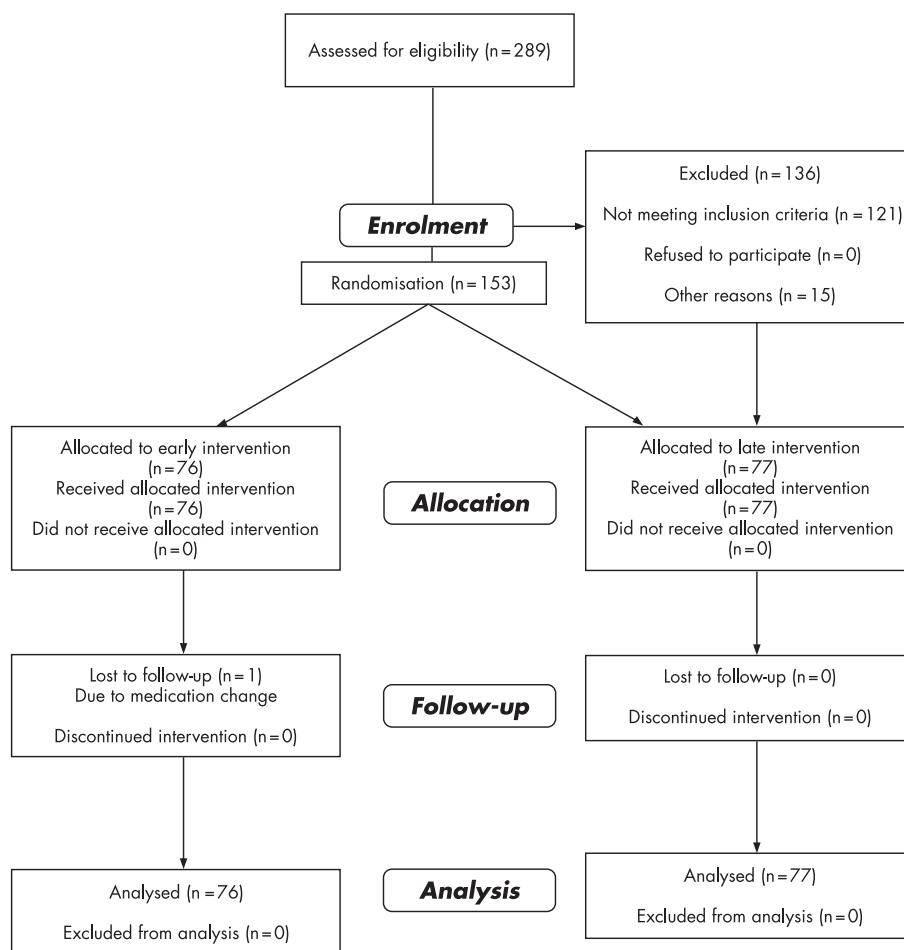 Assessed for eligibility (n = 289)
Excluded (n = 136)
Not meeting inclusion criteria (n = 121)
Refused to participate (n = 0)
Other reasons (n = 15)
Enrolment
Randomisation (n = 153)
Allocated to early intervention
(n = 76)
Received allocated intervention
(n = 76)
Did not receive allocated intervention
(n = 0)
Allocation
Allocated to late intervention
(n = 77)
Received allocated intervention
(n = 77)
Did not receive allocated intervention
(n = 0)
Lost to follow-up (n = 1)
Due to medication change
Discontinued intervention (n = 0)
Follow-up
Lost to follow-up (n = 0)
Discontinued intervention (n = 0)
Analysed (n = 76)
Excluded from analysis (n = 0)
Analysis
Analysed (n = 77)
Excluded from analysis (n = 0)